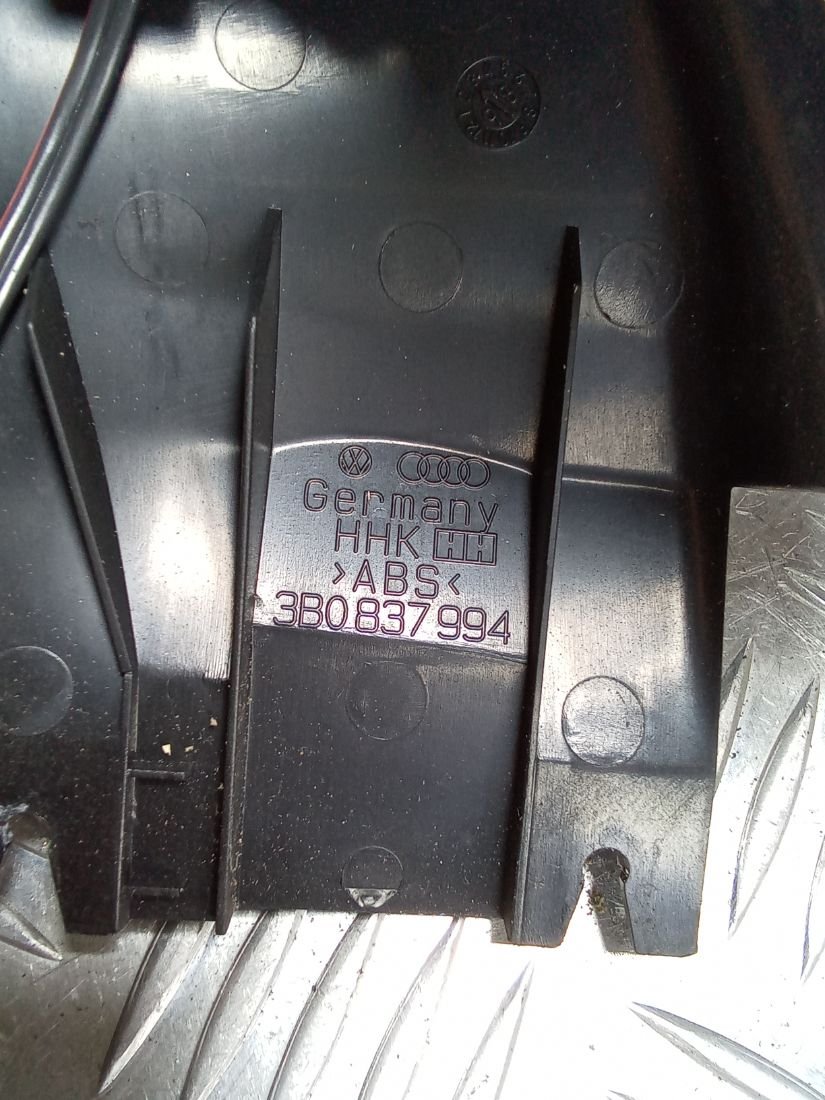 Germany
HHK HH
>ABS<
3B0 837 994